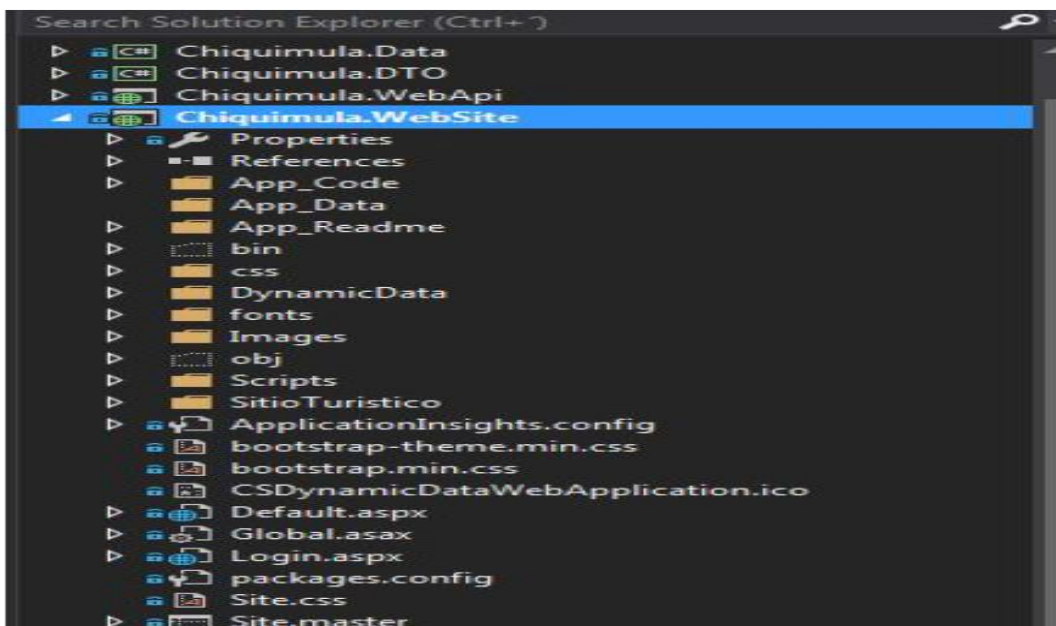 Search Solution Explorer (Ctrl+´)
C# Chiquimula.Data
C# Chiquimula.DTO
Chiquimula.WebApi
Chiquimula.WebSite
Properties
References
App_Code
App_Data
App_Readme
bin
css
DynamicData
fonts
Images
obj
Scripts
SitioTuristico
ApplicationInsights.config
bootstrap-theme.min.css
bootstrap.min.css
CSDynamicDataWebApplication.ico
Default.aspx
Global.asax
Login.aspx
packages.config
Site.css
Site.master